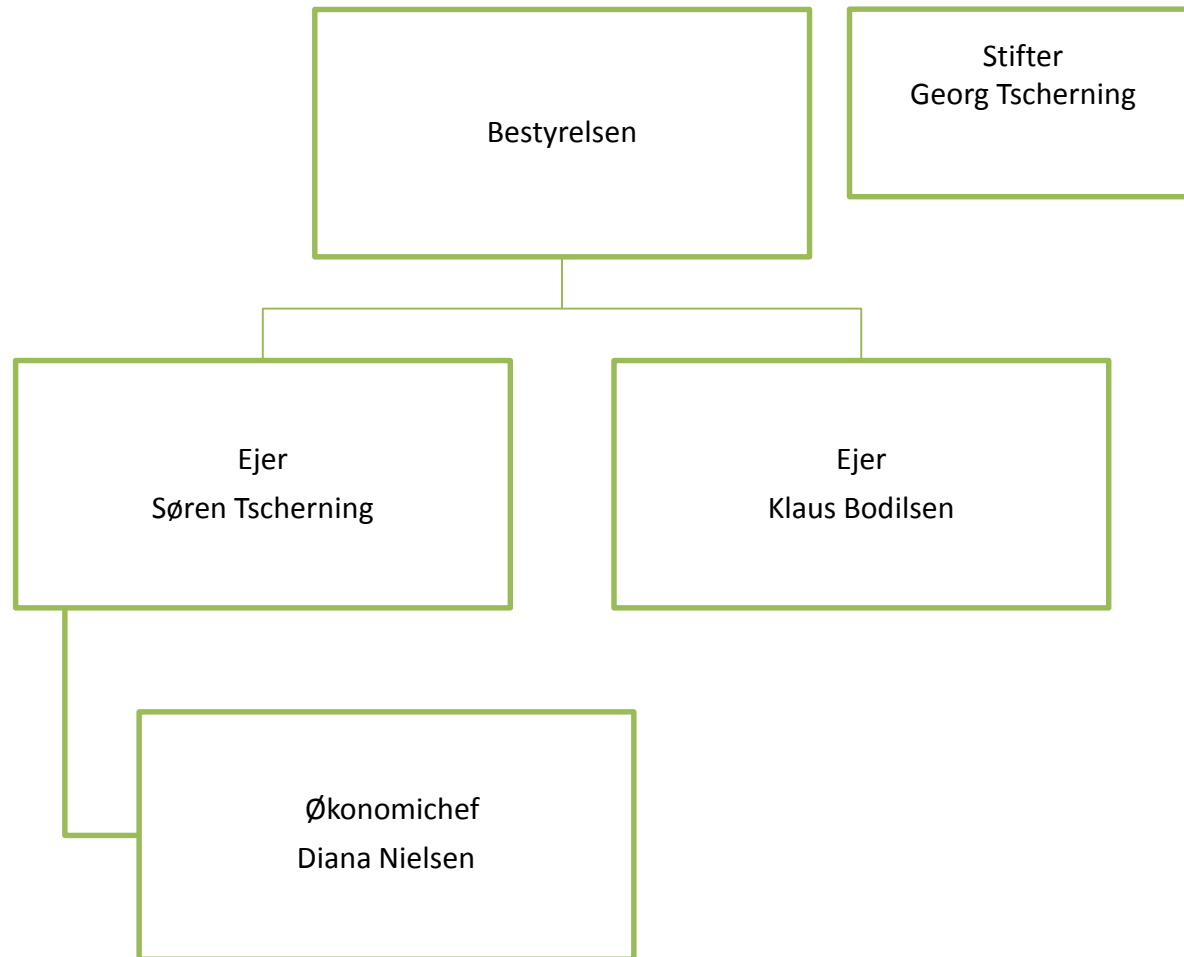 Bestyrelsen
Stifter
Georg Tscherning
Ejer
Søren Tscherning
Ejer
Klaus Bodilsen
Økonomichef
Diana Nielsen